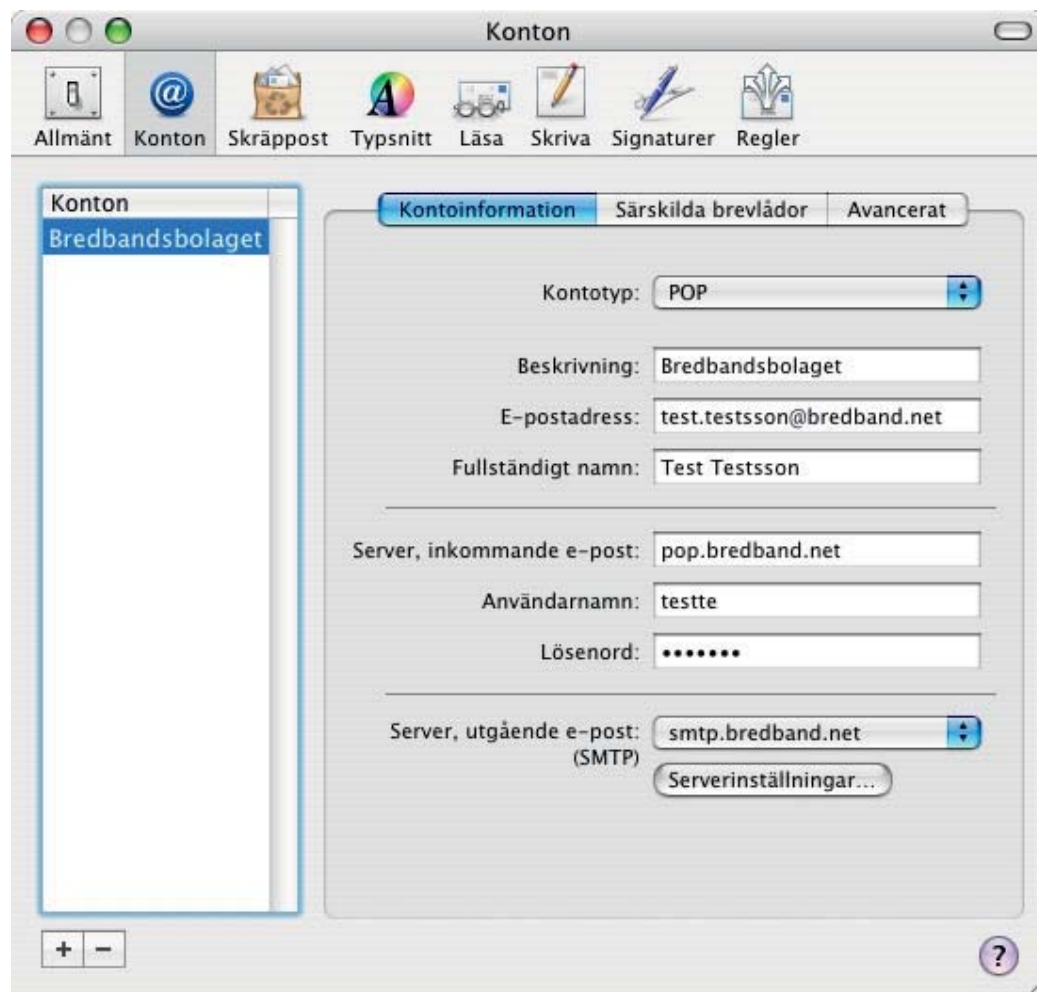 Konton
Allmänt Konton Skräppost Typsnitt Läsa Skriva Signaturer Regler
Konton
Bredbandsbolaget
Kontoinformation Särskilda brevlådor Avancerat
Kontotyp: POP
Beskrivning: Bredbandsbolaget
E-postadress: test.testsson@bredband.net
Fullständigt namn: Test Testsson
Server, inkommande e-post: pop.bredband.net
Användarnamn: testte
Lösenord: •••••••
Server, utgående e-post: smtp.bredband.net
(SMTP)
Serverinställningar...
+ −
?